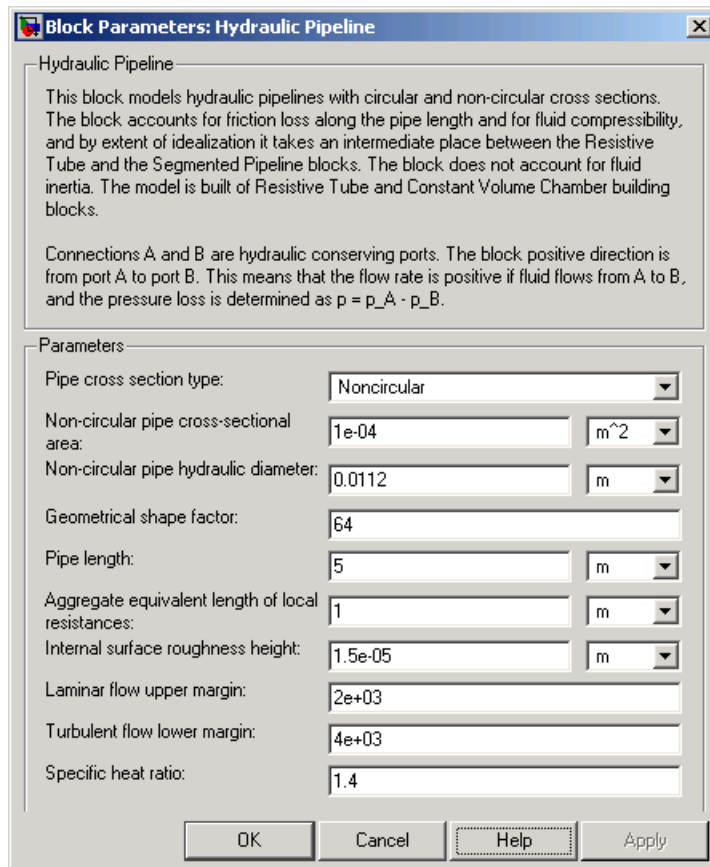 Block Parameters: Hydraulic Pipeline
Hydraulic Pipeline
This block models hydraulic pipelines with circular and non-circular cross sections.
The block accounts for friction loss along the pipe length and for fluid compressibility,
and by extent of idealization it takes an intermediate place between the Resistive
Tube and the Segmented Pipeline blocks. The block does not account for fluid
inertia. The model is built of Resistive Tube and Constant Volume Chamber building
blocks.
Connections A and B are hydraulic conserving ports. The block positive direction is
from port A to port B. This means that the flow rate is positive if fluid flows from A to B,
and the pressure loss is determined as p = p_A - p_B.
Parameters
Pipe cross section type:
Noncircular
Non-circular pipe cross-sectional
area:
1e-04
m^2
Non-circular pipe hydraulic diameter:
0.0112
m
Geometrical shape factor:
64
Pipe length:
5
m
Aggregate equivalent length of local
resistances:
1
m
Internal surface roughness height:
1.5e-05
m
Laminar flow upper margin:
2e+03
Turbulent flow lower margin:
4e+03
Specific heat ratio:
1.4
OK
Cancel
Help
Apply